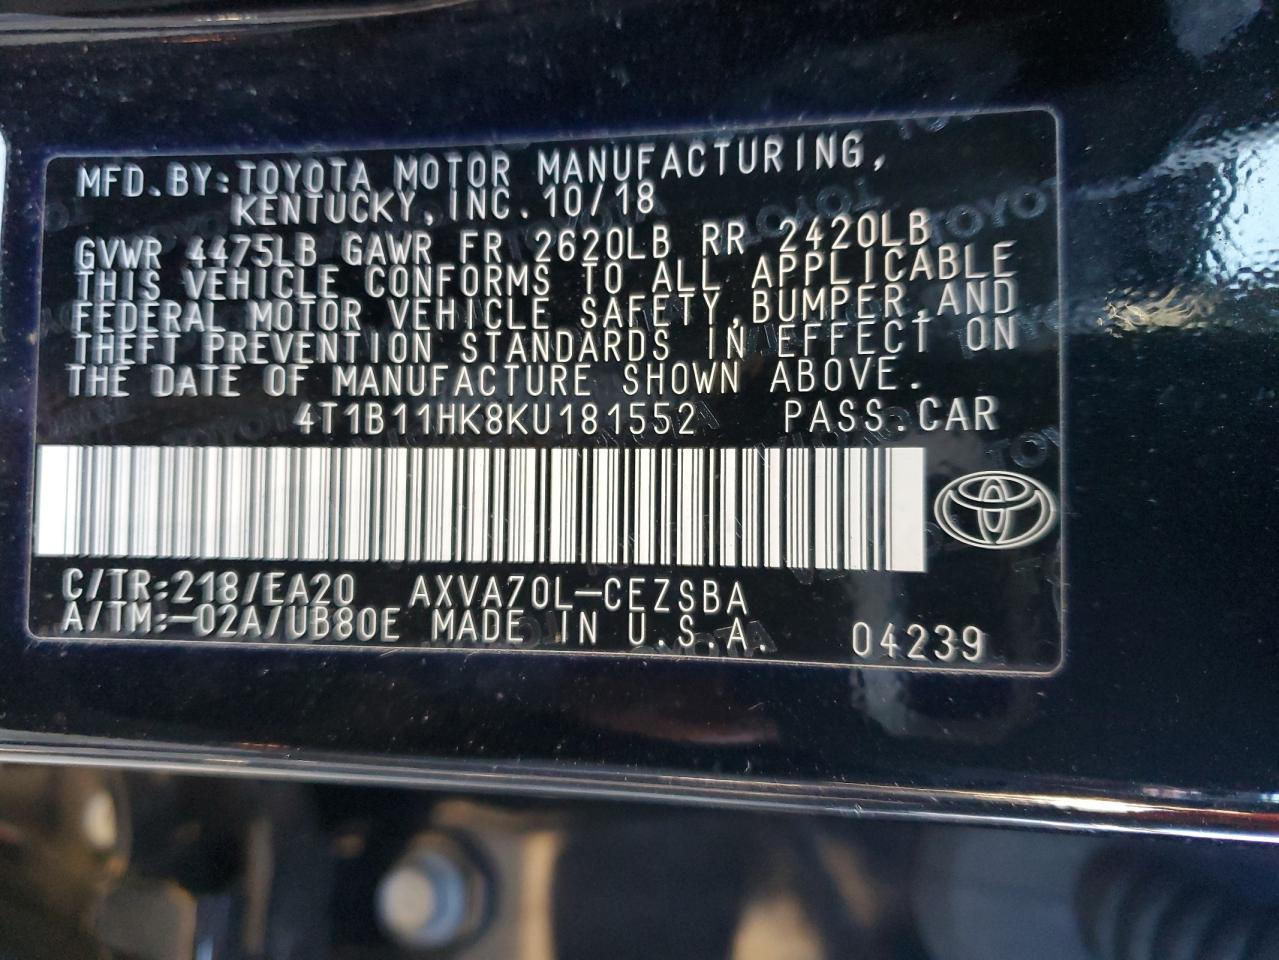 MFD.BY:TOYOTA MOTOR MANUFACTURING,
KENTUCKY,INC.10/18
GVWR 4475LB GAWR FR 2620LB RR 2420LB
THIS VEHICLE CONFORMS TO ALL APPLICABLE
FEDERAL MOTOR VEHICLE SAFETY,BUMPER,AND
THEFT PREVENTION STANDARDS IN EFFECT ON
THE DATE OF MANUFACTURE SHOWN ABOVE.
4T1B11HK8KU181552 PASS.CAR
C/TR:218/EA20 AXVA70L-CEZSBA
A/TM:-02A/UB80E MADE IN U.S.A. 04239